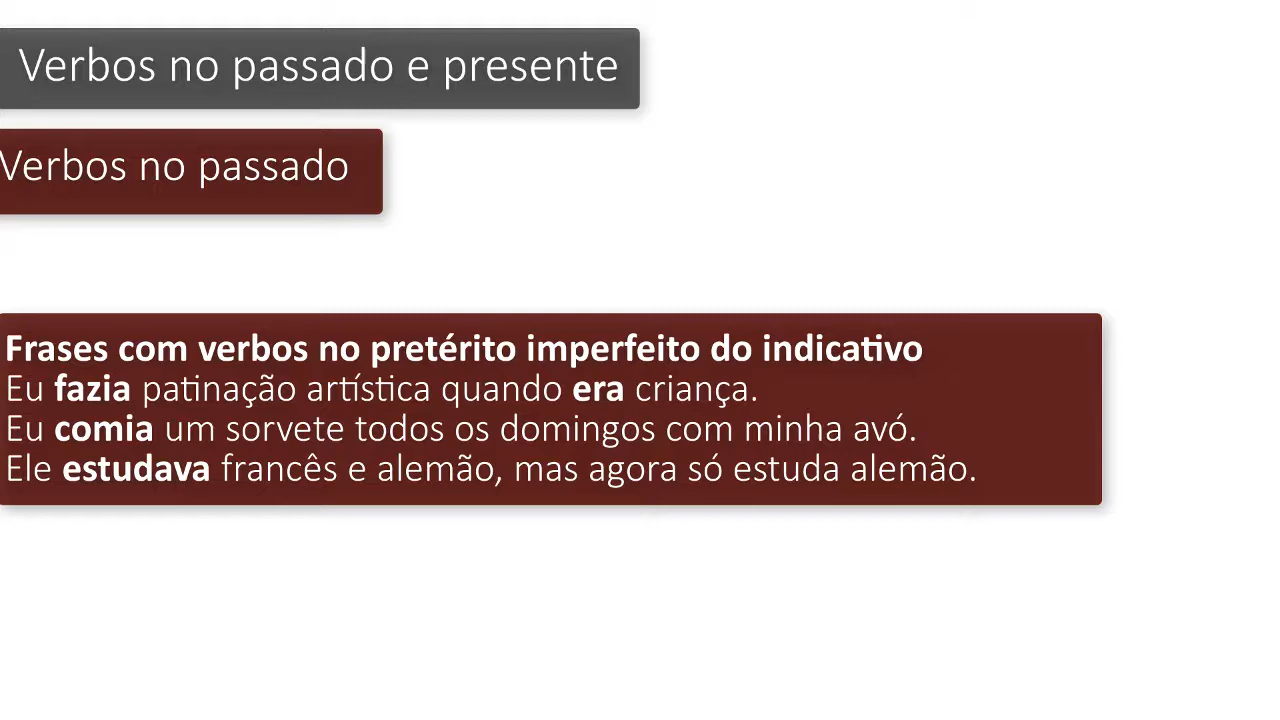 Verbos no passado e presente
Verbos no passado
Frases com verbos no pretérito imperfeito do indicativo
Eu fazia patinação artística quando era criança.
Eu comia um sorvete todos os domingos com minha avó.
Ele estudava francês e alemão, mas agora só estuda alemão.